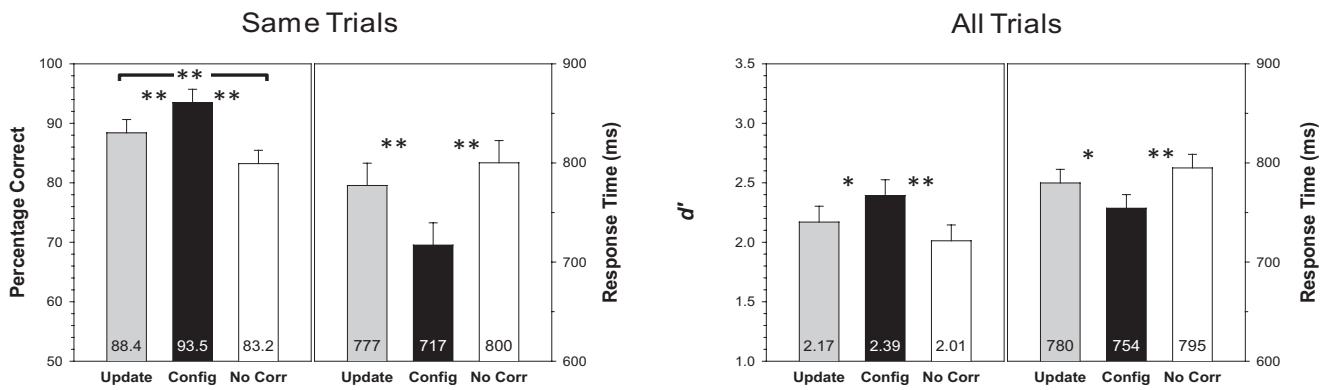 Same Trials
All Trials
Percentage Correct
100
90
80
70
60
50
**
**
**
88.4
93.5
83.2
Update
Config
No Corr
**
**
777
717
800
Update
Config
No Corr
900
800
700
600
Response Time (ms)
d'
3.5
3.0
2.5
2.0
1.5
1.0
*
**
2.17
2.39
2.01
Update
Config
No Corr
*
**
780
754
795
Update
Config
No Corr
900
800
700
600
Response Time (ms)